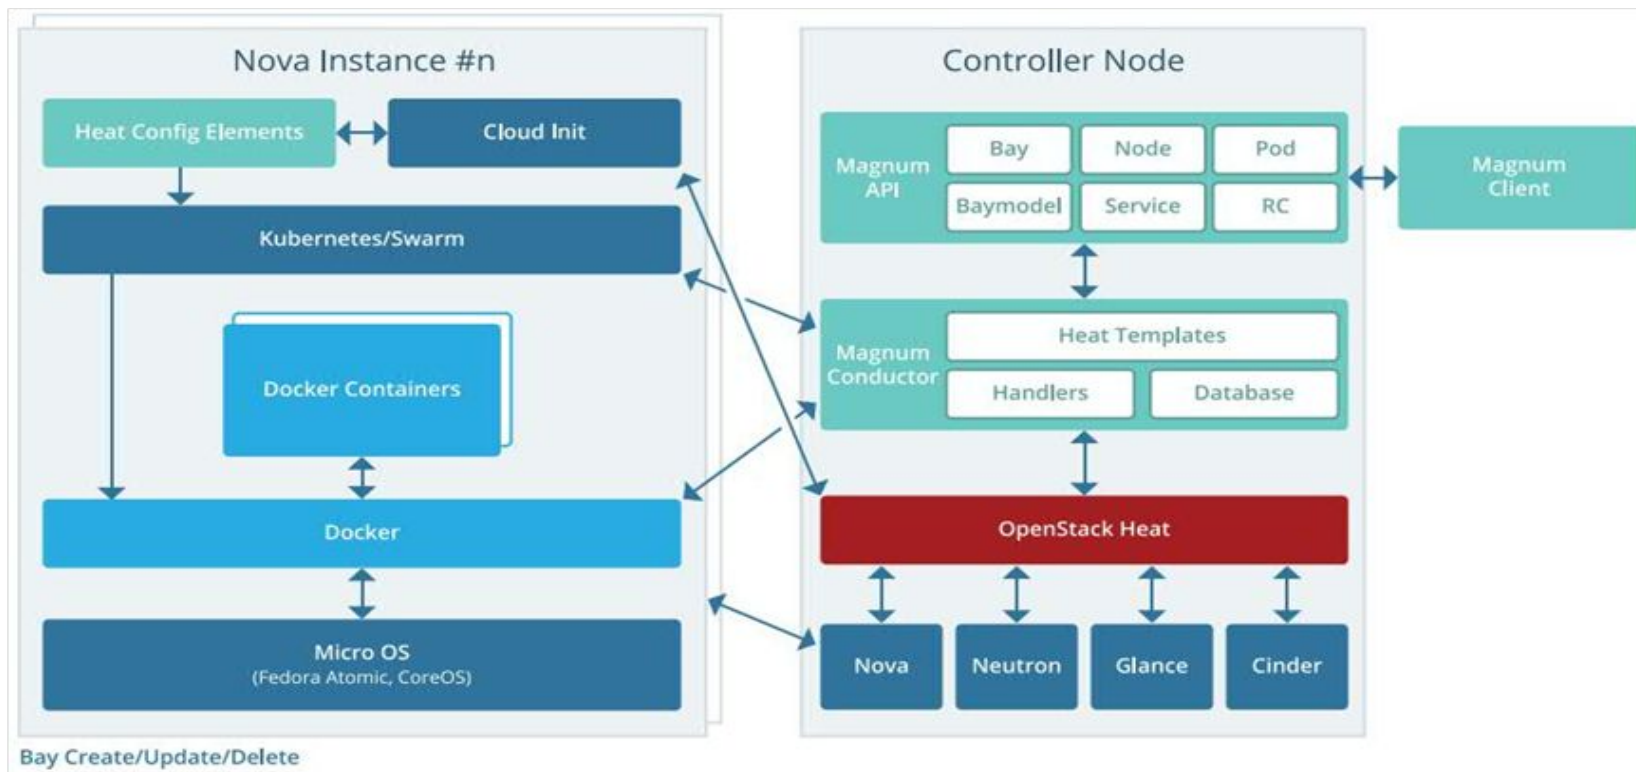 Nova Instance #n
Heat Config Elements
Cloud Init
Kubernetes/Swarm
Docker Containers
Docker
Micro OS
(Fedora Atomic, CoreOS)
Bay Create/Update/Delete
Controller Node
Magnum
API
Bay
Node
Pod
Baymodel
Service
RC
Magnum
Conductor
Heat Templates
Handlers
Database
OpenStack Heat
Nova
Neutron
Glance
Cinder
Magnum
Client